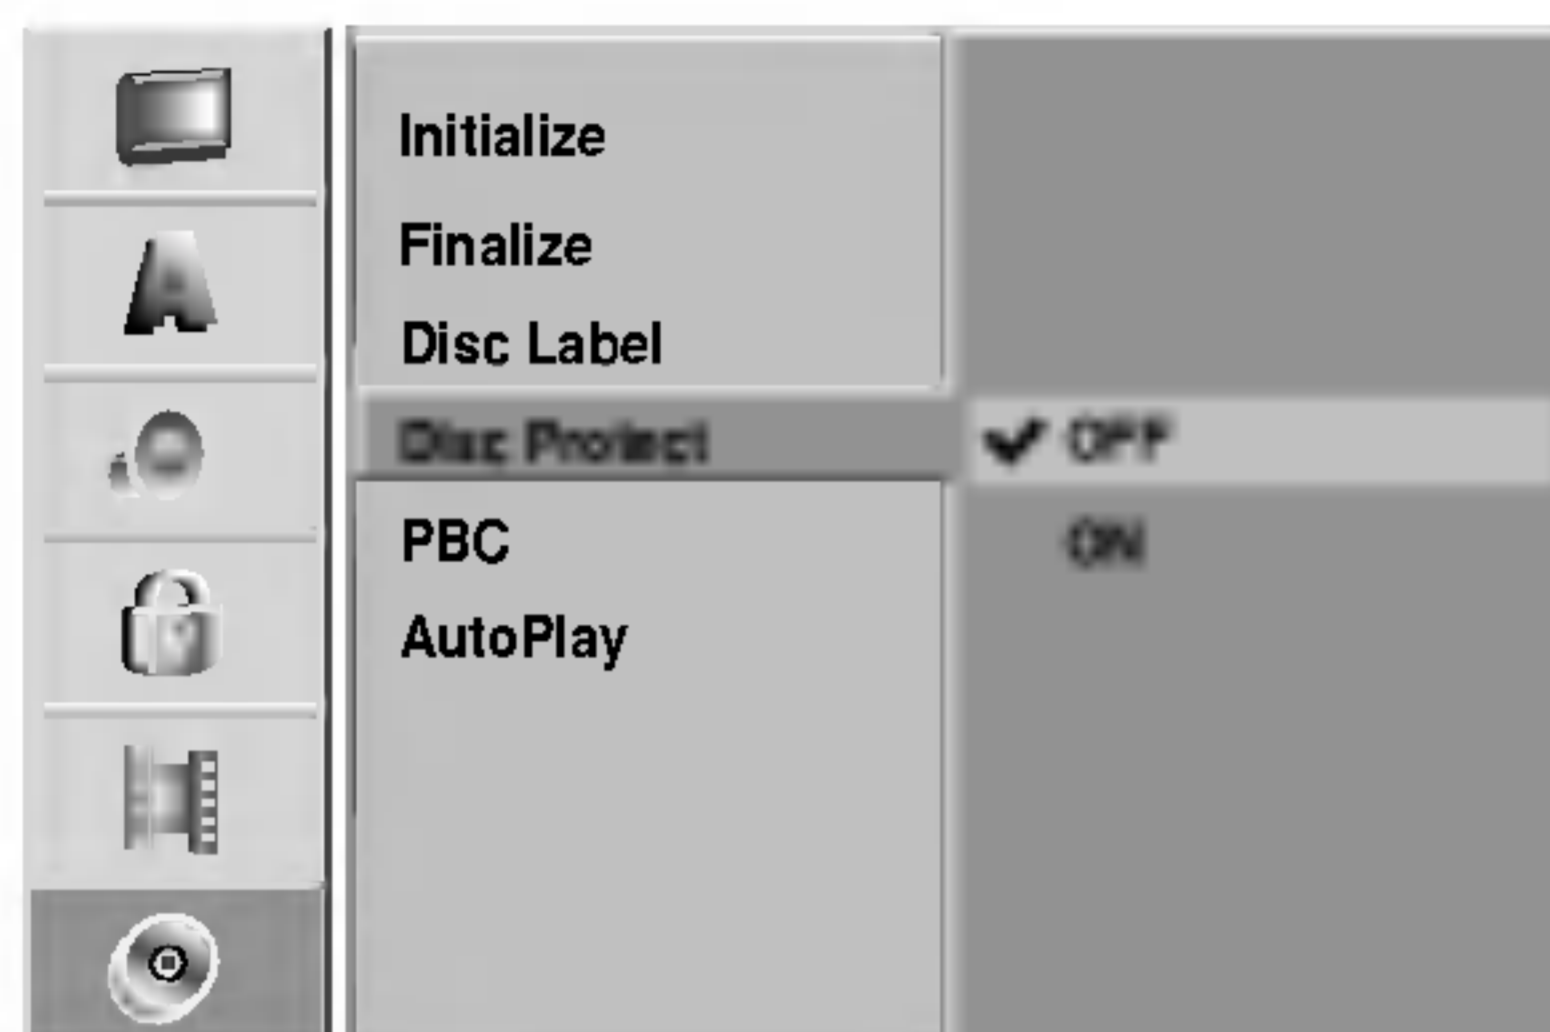 Initialize
Finalize
Disc Label
Disc Protect
OFF
ON
PBC
AutoPlay